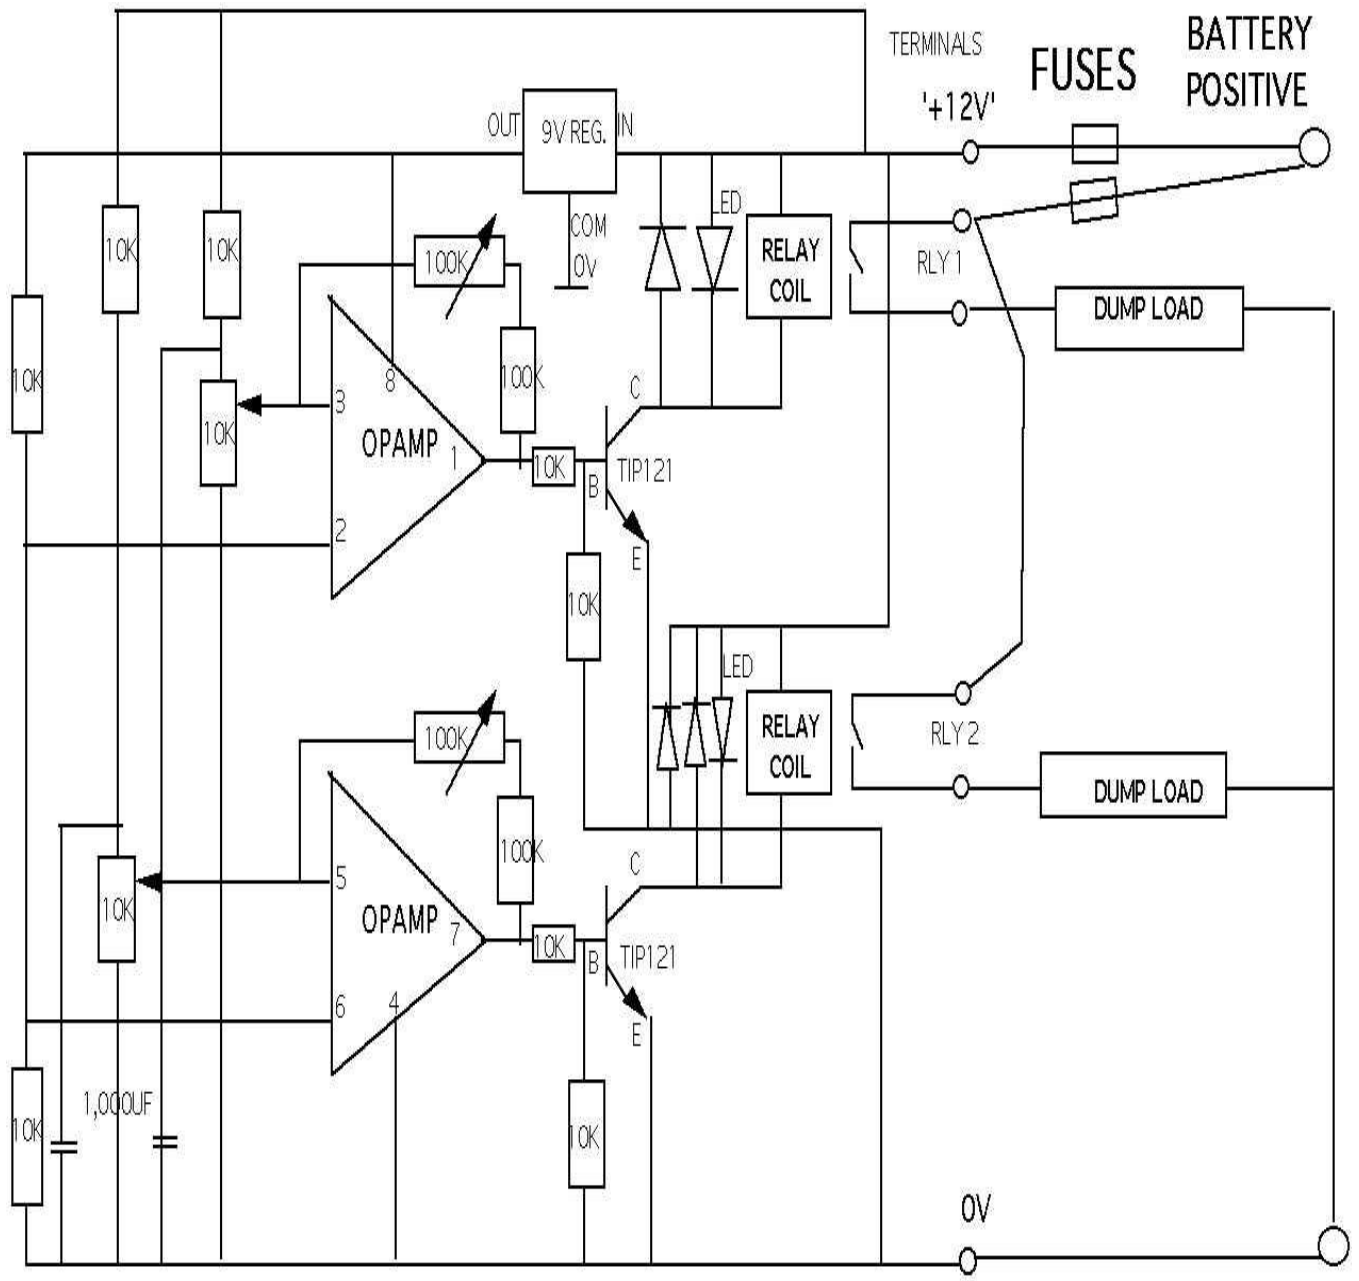 TERMINALS
FUSES
BATTERY
POSITIVE
'+12V'
OUT
9V REG.
IN
LED
COM
0V
10K
10K
100K
RELAY
COIL
RLY 1
DUMP LOAD
10K
8
100K
3
C
10K
OPAMP
1
10K
B
TIP121
2
E
10K
LED
100K
RELAY
COIL
RLY 2
DUMP LOAD
100K
C
5
10K
OPAMP
7
10K
B
TIP121
6
4
E
1,000UF
10K
10K
0V